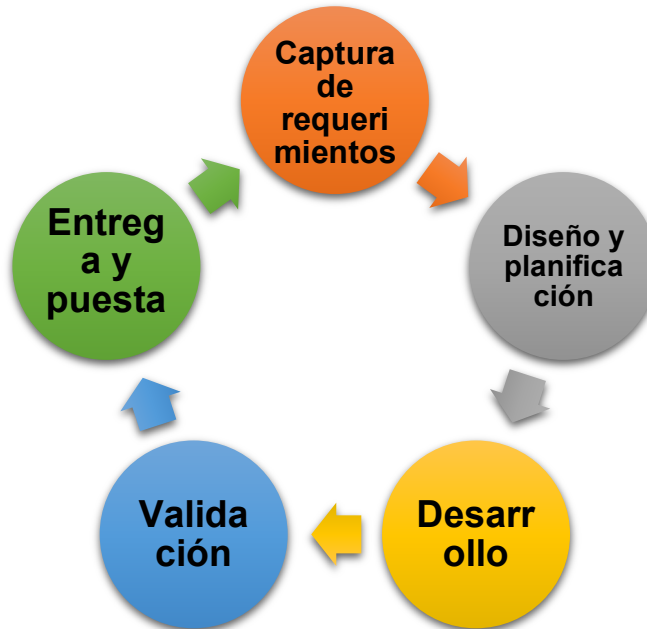 Captura
de
requeri
mientos
Diseño y
planifica
ción
Desarr
ollo
Valida
ción
Entreg
a y
puesta